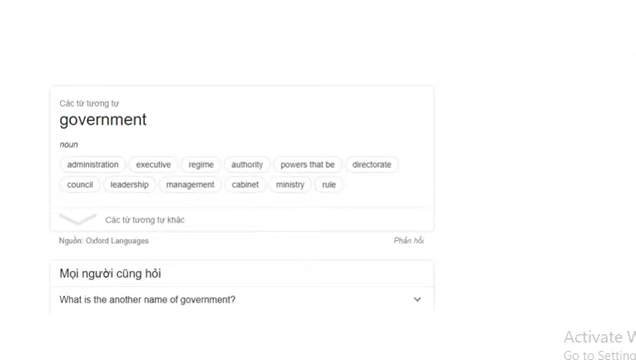 Các từ tương tự
government
noun
administration executive regime authority powers that be directorate
council leadership management cabinet ministry rule
Các từ tương tự khác
Nguồn: Oxford Languages Phản hồi
Mọi người cũng hỏi
What is the another name of government?
Activate W
Go to Setting